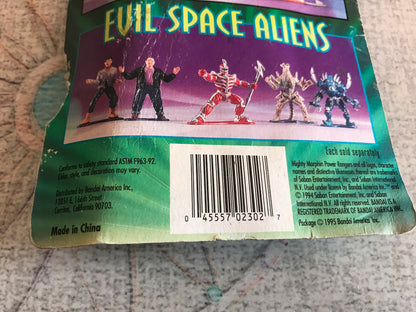 EVIL SPACE ALIENS
Each sold separately.
Conforms to safety standard ASTM F963-92.
Color, style, and decoration may vary.
Distributed by Bandai America Inc.,
12851 E. 166th Street
Cerritos, California 90703.
Made in China
0 45557 02302 7
Mighty Morphin Power Rangers and all logos, character
names and distinctive likenesses thereof are trademarks
of Saban Entertainment, Inc., and Saban International
N.V. Used under license by Bandai America Inc.™ and
© 1994 Saban Entertainment, Inc. and Saban
International N.V. All rights reserved. BANDAI IS A
REGISTERED TRADEMARK OF BANDAI AMERICA INC.
Package © 1995 Bandai America Inc.